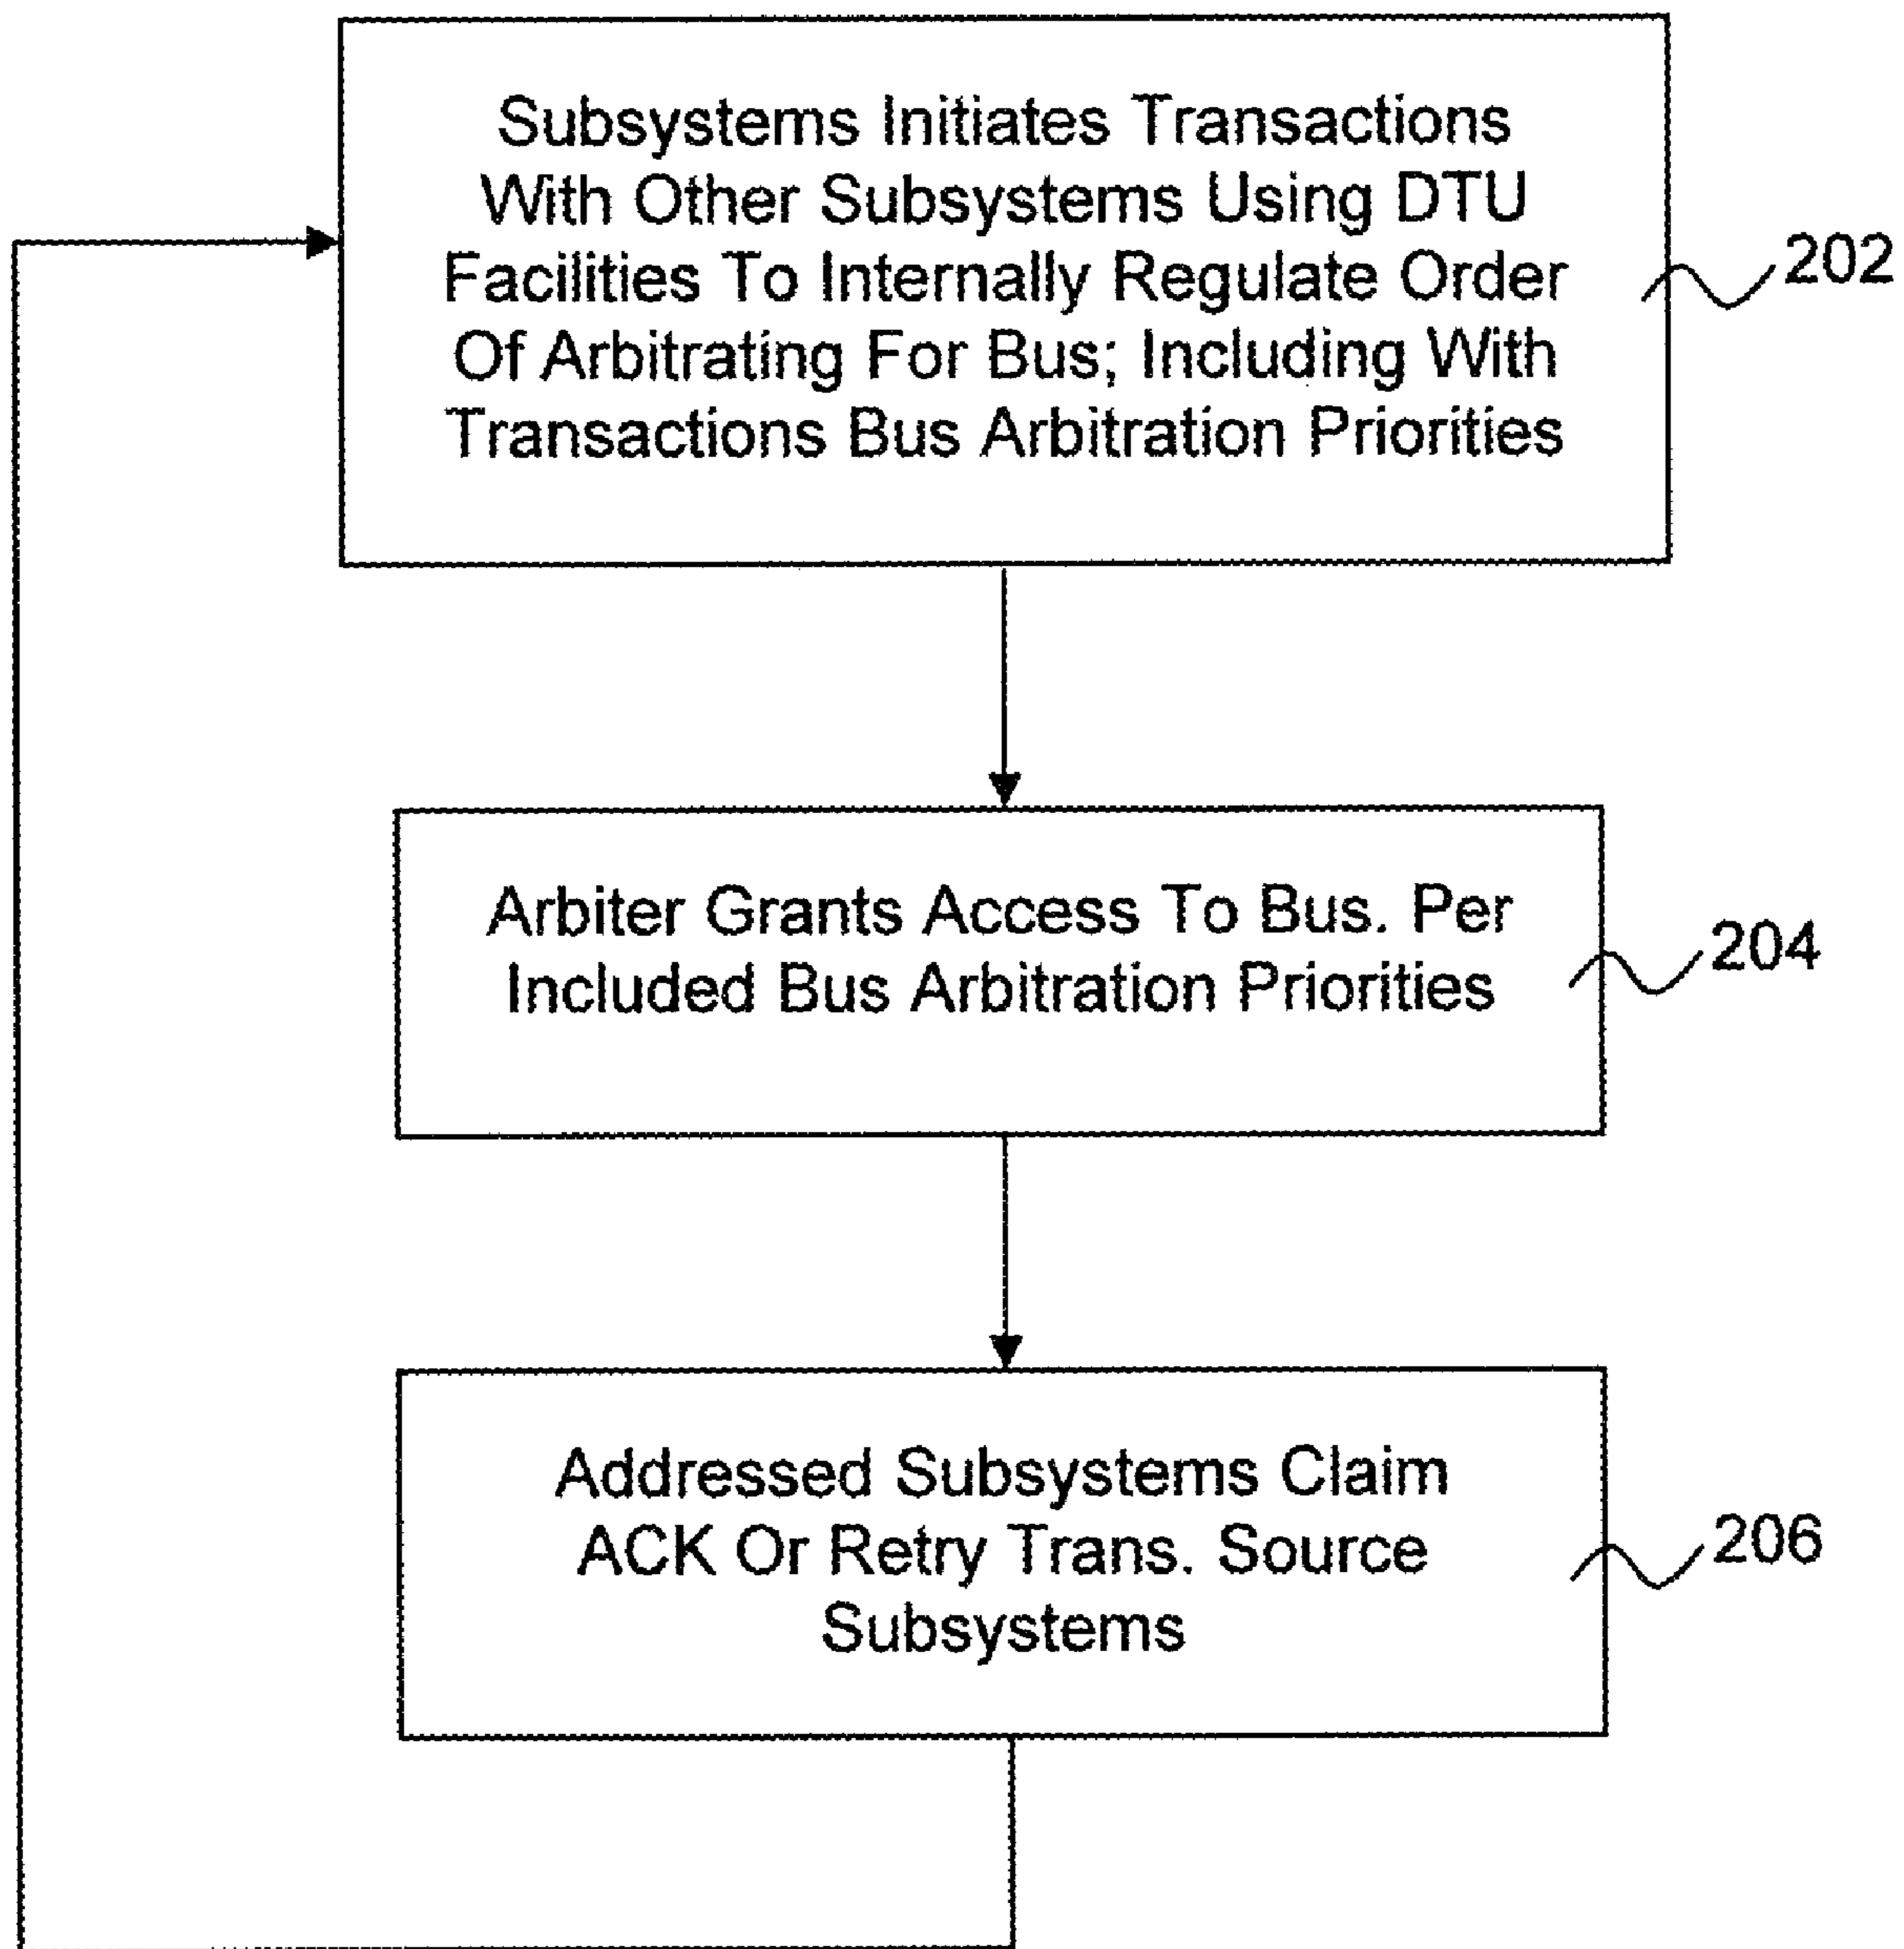 Subsystems Initiates Transactions
With Other Subsystems Using DTU
Facilities To Internally Regulate Order
Of Arbitrating For Bus; Including With
Transactions Bus Arbitration Priorities
202
Arbiter Grants Access To Bus. Per
Included Bus Arbitration Priorities
204
Addressed Subsystems Claim
ACK Or Retry Trans. Source
Subsystems
206